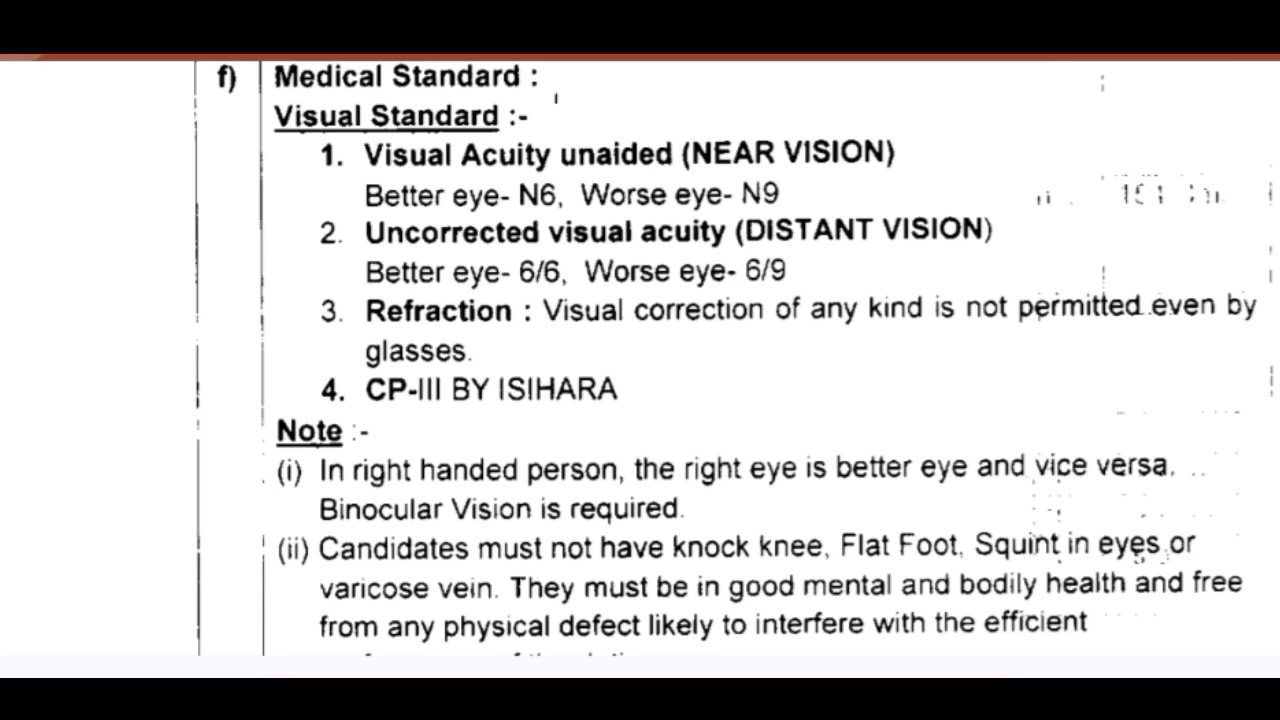 f) Medical Standard :
Visual Standard :-
1. Visual Acuity unaided (NEAR VISION)
Better eye- N6, Worse eye- N9
2. Uncorrected visual acuity (DISTANT VISION)
Better eye- 6/6, Worse eye- 6/9
3. Refraction : Visual correction of any kind is not permitted even by
glasses.
4. CP-III BY ISIHARA
Note :-
(i) In right handed person, the right eye is better eye and vice versa.
Binocular Vision is required.
(ii) Candidates must not have knock knee, Flat Foot, Squint in eyes or
varicose vein. They must be in good mental and bodily health and free
from any physical defect likely to interfere with the efficient